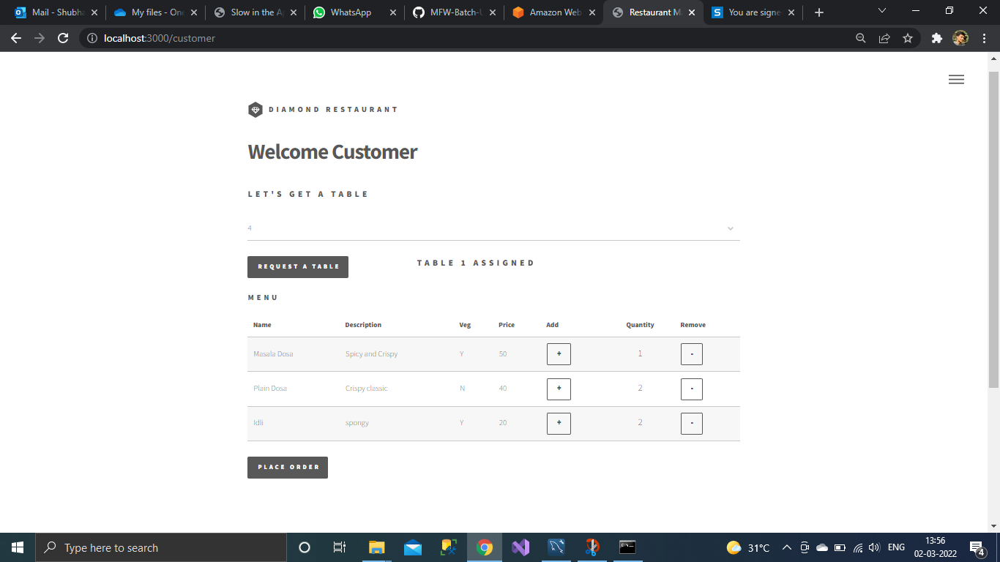 Mail - Shubha
My files - One
Slow in the A
WhatsApp
MFW-Batch-
Amazon Web
Restaurant M
You are signe
localhost:3000/customer
DIAMOND RESTAURANT
Welcome Customer
LET'S GET A TABLE
4
REQUEST A TABLE
TABLE 1 ASSIGNED
MENU
Name Description Veg Price Add Quantity Remove
Masala Dosa Spicy and Crispy Y 50 + 1 -
Plain Dosa Crispy classic N 40 + 2 -
Idli spongy Y 20 + 2 -
PLACE ORDER
Type here to search
31°C
ENG
13:56
02-03-2022
4